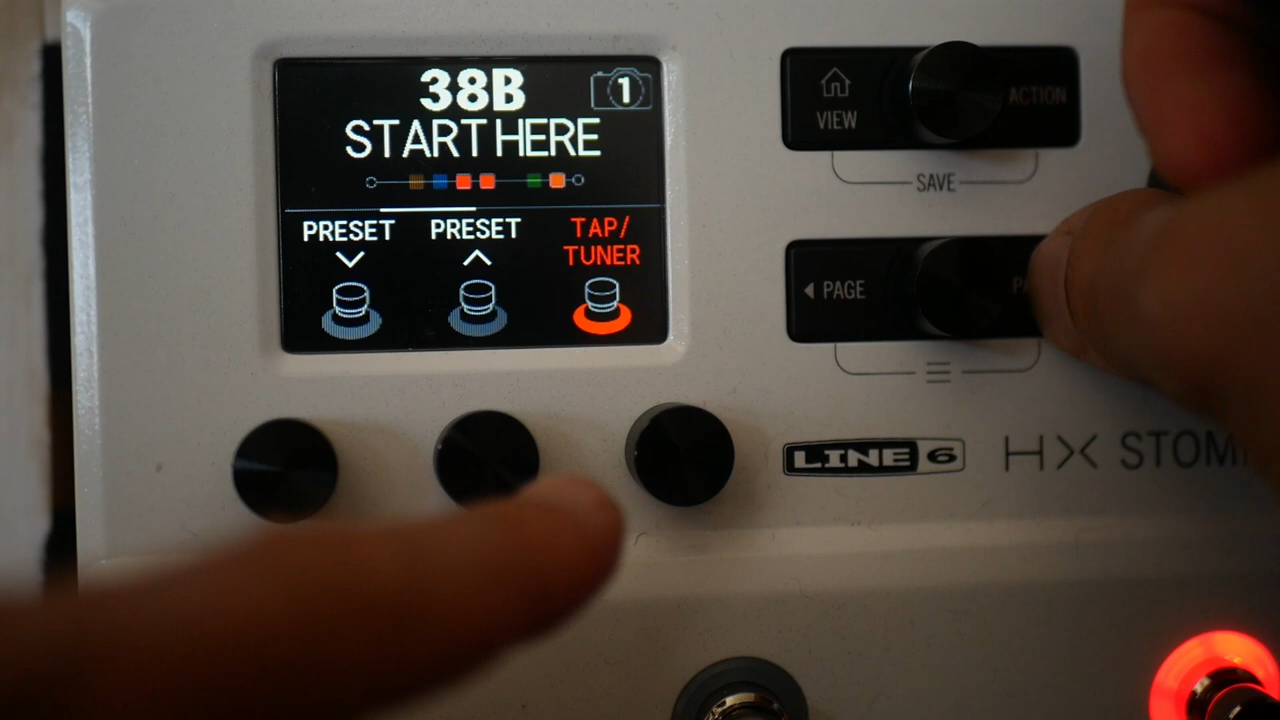 38B
1
START HERE
PRESET
PRESET
TAP/
TUNER
VIEW
ACTION
SAVE
PAGE
LINE 6
HX STOM